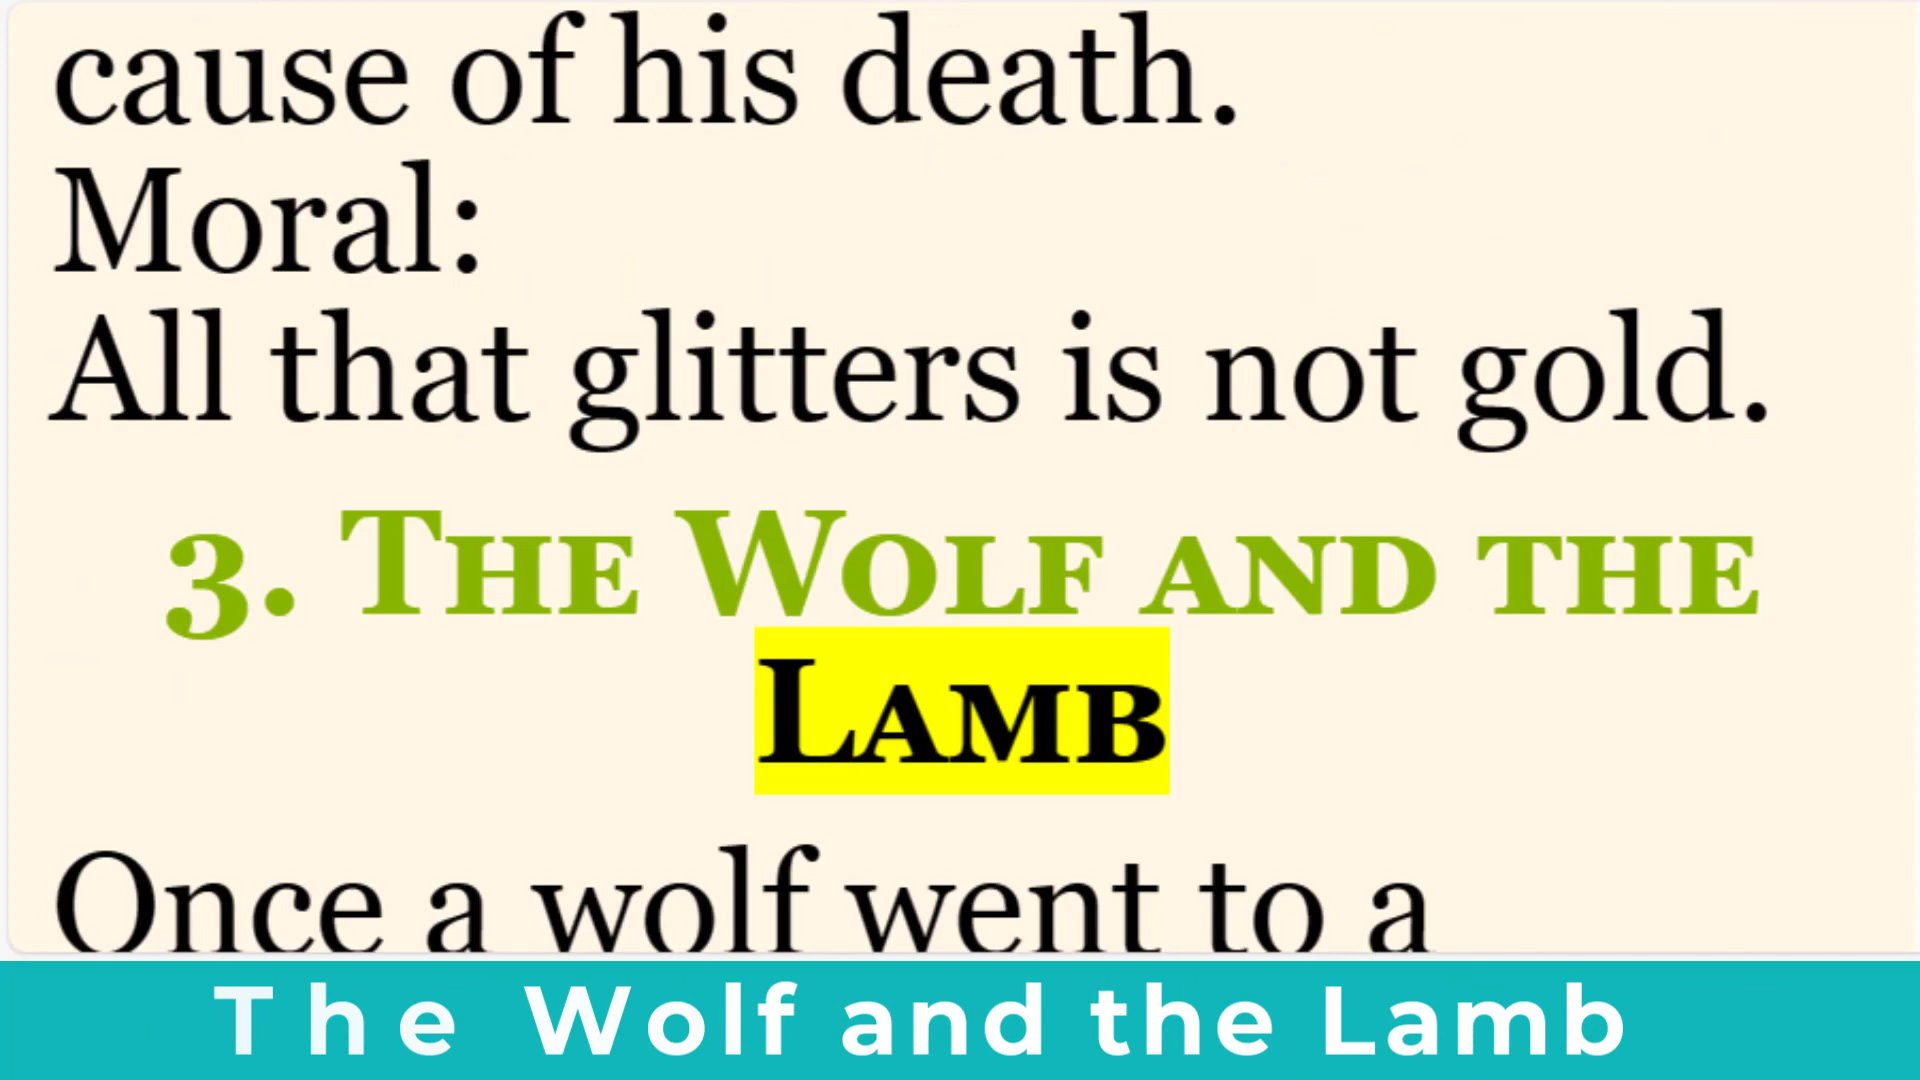 cause of his death.
Moral:
All that glitters is not gold.
3. The Wolf and the
Lamb
Once a wolf went to a
The Wolf and the Lamb